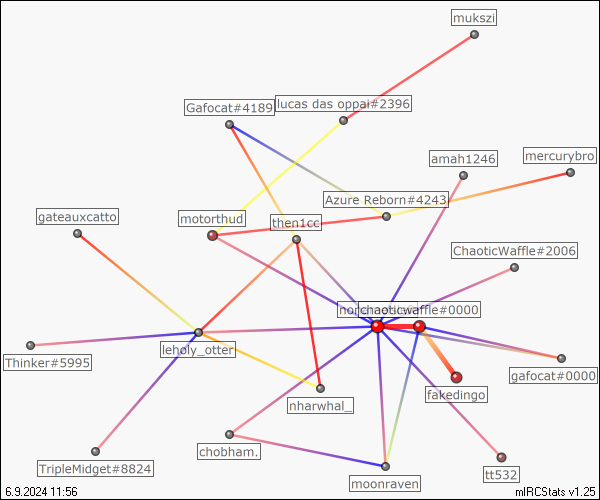 mukszi
Gafocat#4189
lucas das oppai#2396
amah1246
mercurybro
Azure Reborn#4243
gateauxcatto
motorthud
then1cc
ChaoticWaffle#2006
chaoticwaffle#0000
leholy_otter
Thinker#5995
gafocat#0000
fakedingo
nharwhal_
chobham.
TripleMidget#8824
moonraven
tt532
6.9.2024 11:56
mIRCStats v1.25